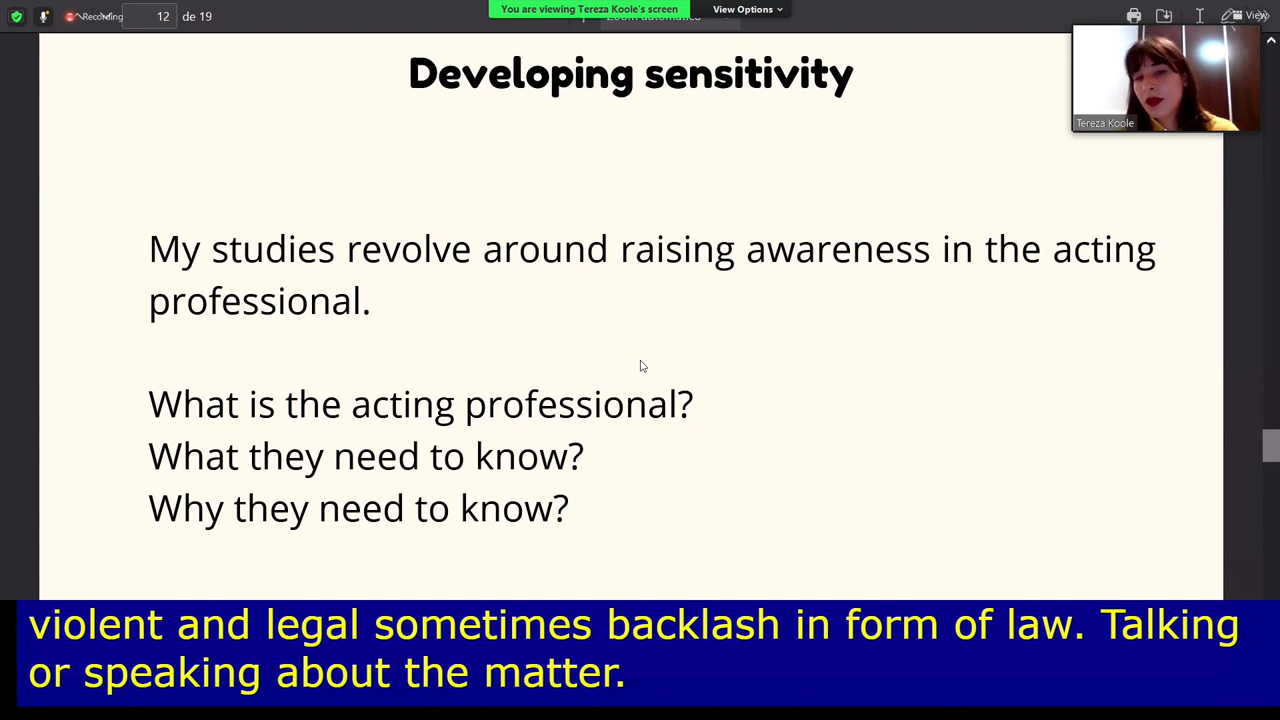 Recording
12 de 19
You are viewing Tereza Koole's screen
View Options
Zoom automático
View
Developing sensitivity
Tereza Koole
My studies revolve around raising awareness in the acting
professional.
What is the acting professional?
What they need to know?
Why they need to know?
violent and legal sometimes backlash in form of law. Talking
or speaking about the matter.